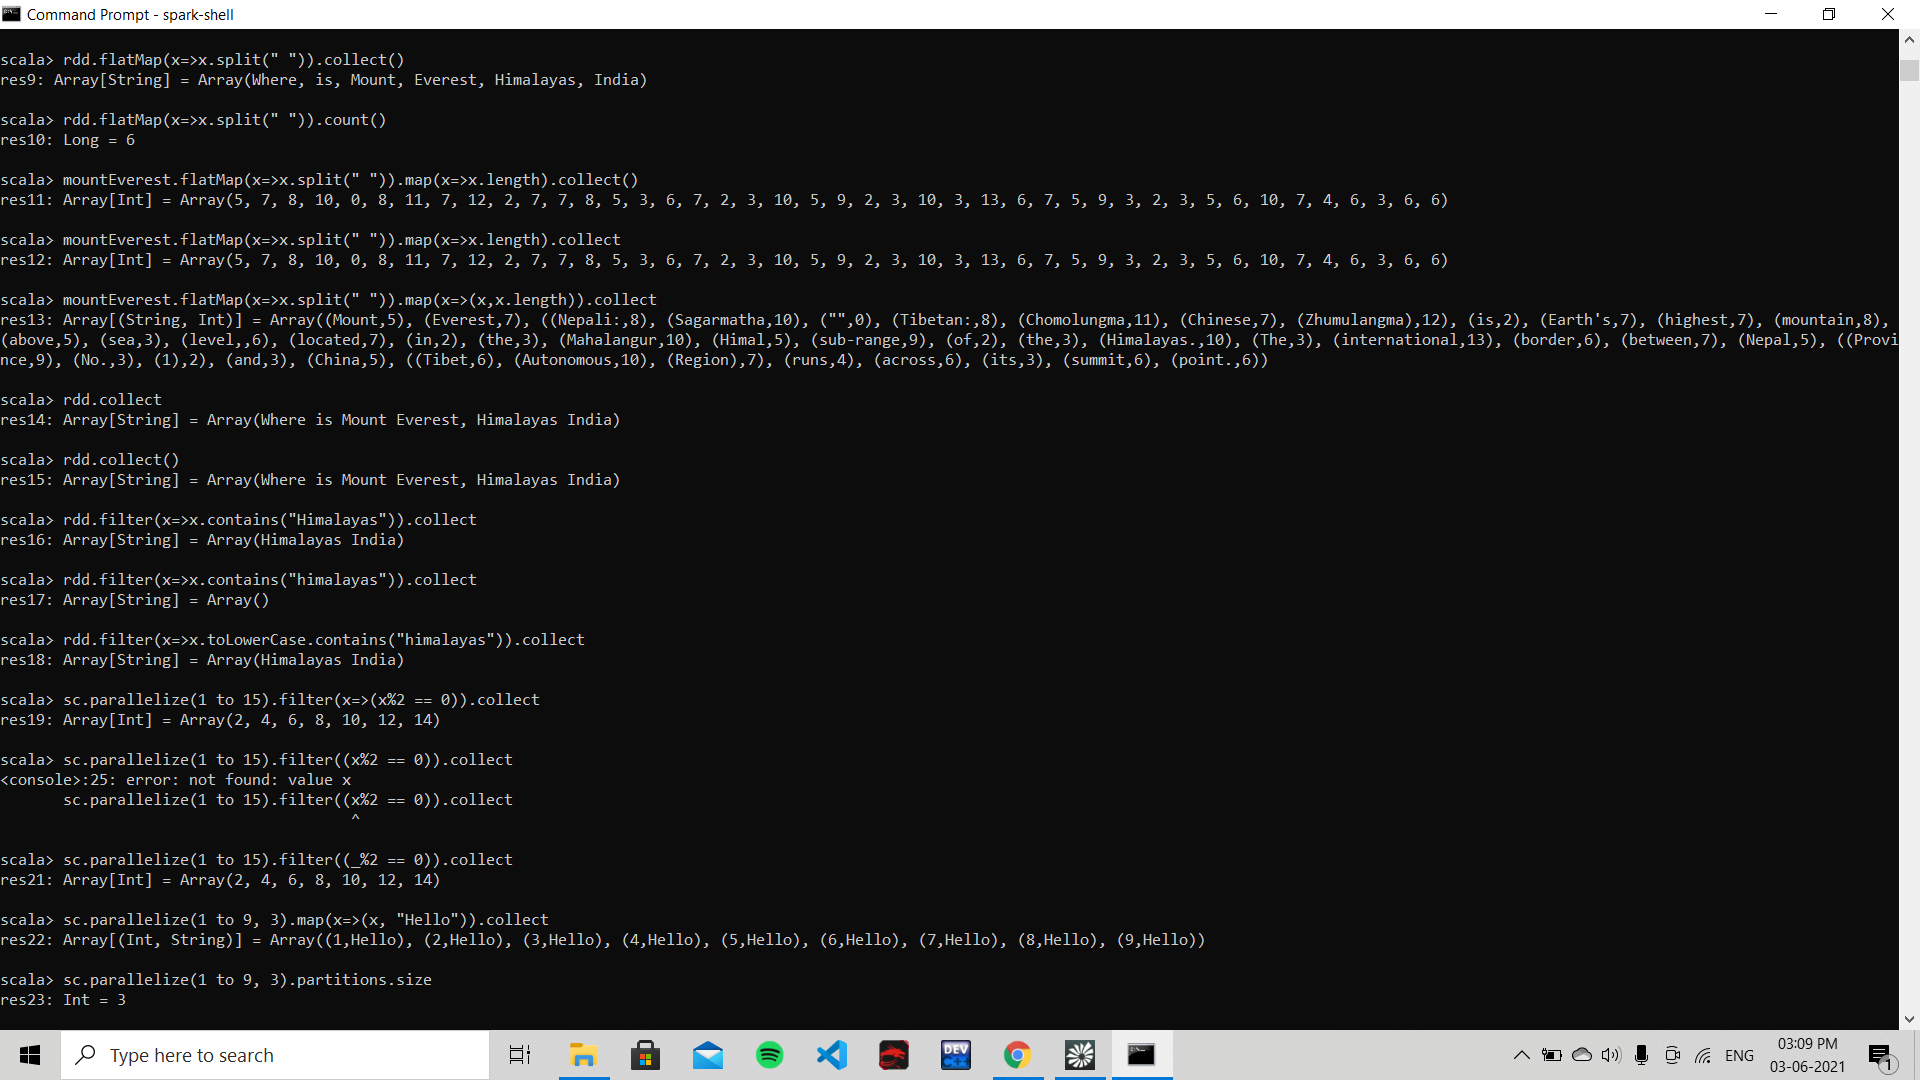 Command Prompt - spark-shell
scala> rdd.flatMap(x=>x.split(" ")).collect()
res9: Array[String] = Array(Where, is, Mount, Everest, Himalayas, India)
scala> rdd.flatMap(x=>x.split(" ")).count()
res10: Long = 6
scala> mountEverest.flatMap(x=>x.split(" ")).map(x=>x.length).collect()
res11: Array[Int] = Array(5, 7, 8, 10, 0, 8, 11, 7, 12, 2, 7, 7, 8, 5, 3, 6, 7, 2, 3, 10, 5, 9, 2, 3, 10, 3, 13, 6, 7, 5, 9, 3, 2, 3, 5, 6, 10, 7, 4, 6, 3, 6, 6)
scala> mountEverest.flatMap(x=>x.split(" ")).map(x=>x.length).collect
res12: Array[Int] = Array(5, 7, 8, 10, 0, 8, 11, 7, 12, 2, 7, 7, 8, 5, 3, 6, 7, 2, 3, 10, 5, 9, 2, 3, 10, 3, 13, 6, 7, 5, 9, 3, 2, 3, 5, 6, 10, 7, 4, 6, 3, 6, 6)
scala> mountEverest.flatMap(x=>x.split(" ")).map(x=>(x,x.length)).collect
res13: Array[(String, Int)] = Array((Mount,5), (Everest,7), ((Nepali:,8), (Sagarmatha,10), ("",0), (Tibetan:,8), (Chomolungma,11), (Chinese,7), (Zhumulangma),12), (is,2), (Earth's,7), (highest,7), (mountain,8),
(above,5), (sea,3), (level,,6), (located,7), (in,2), (the,3), (Mahalangur,10), (Himal,5), (sub-range,9), (of,2), (the,3), (Himalayas.,10), (The,3), (international,13), (border,6), (between,7), (Nepal,5), ((Provi
nce,9), (No.,3), (1),2), (and,3), (China,5), ((Tibet,6), (Autonomous,10), (Region),7), (runs,4), (across,6), (its,3), (summit,6), (point.,6))
scala> rdd.collect
res14: Array[String] = Array(Where is Mount Everest, Himalayas India)
scala> rdd.collect()
res15: Array[String] = Array(Where is Mount Everest, Himalayas India)
scala> rdd.filter(x=>x.contains("Himalayas")).collect
res16: Array[String] = Array(Himalayas India)
scala> rdd.filter(x=>x.contains("himalayas")).collect
res17: Array[String] = Array()
scala> rdd.filter(x=>x.toLowerCase.contains("himalayas")).collect
res18: Array[String] = Array(Himalayas India)
scala> sc.parallelize(1 to 15).filter(x=>(x%2 == 0)).collect
res19: Array[Int] = Array(2, 4, 6, 8, 10, 12, 14)
scala> sc.parallelize(1 to 15).filter((x%2 == 0)).collect
<console>:25: error: not found: value x
sc.parallelize(1 to 15).filter((x%2 == 0)).collect
^
scala> sc.parallelize(1 to 15).filter((_%2 == 0)).collect
res21: Array[Int] = Array(2, 4, 6, 8, 10, 12, 14)
scala> sc.parallelize(1 to 9, 3).map(x=>(x, "Hello")).collect
res22: Array[(Int, String)] = Array((1,Hello), (2,Hello), (3,Hello), (4,Hello), (5,Hello), (6,Hello), (7,Hello), (8,Hello), (9,Hello))
scala> sc.parallelize(1 to 9, 3).partitions.size
res23: Int = 3
Type here to search
DEV
C++
ENG
03:09 PM
03-06-2021
1